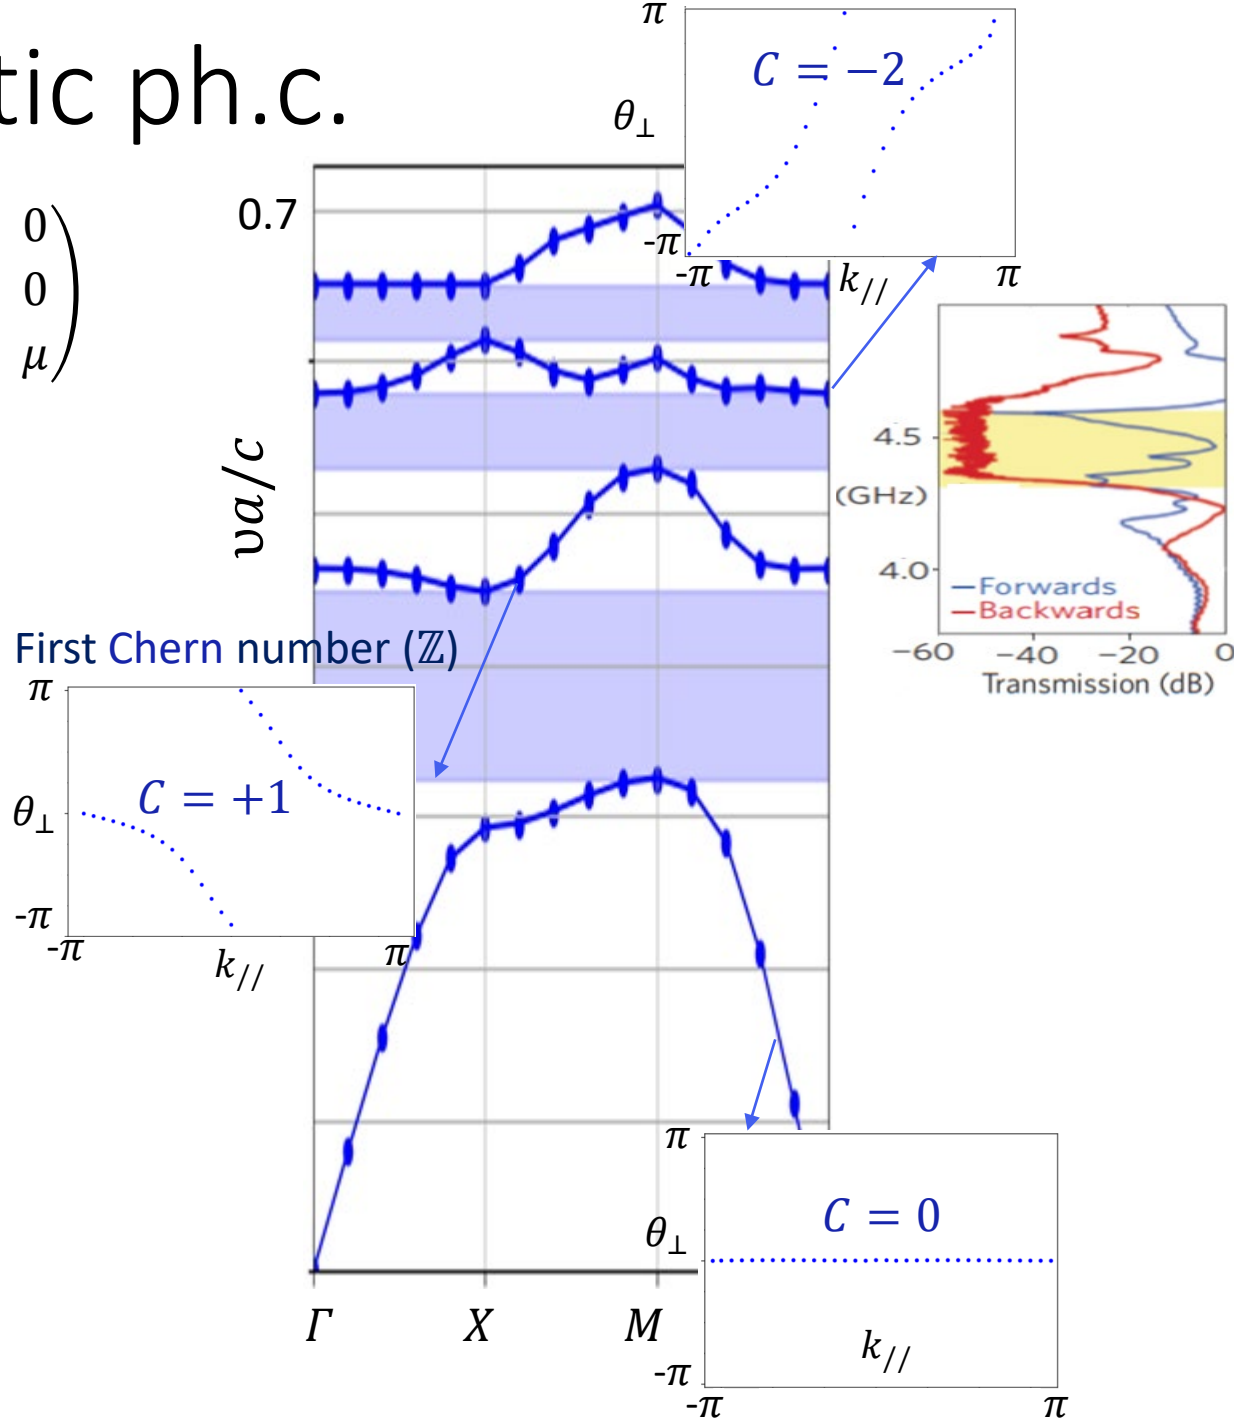 tic ph.c.
0
0
μ
0.7
υa/c
π
θ⊥
C = −2
-π
-π
k//
π
4.5
(GHz)
4.0
Forwards
Backwards
−60
−40
−20
0
Transmission (dB)
First Chern number (ℤ)
π
θ⊥
C = +1
-π
-π
k//
π
π
θ⊥
C = 0
k//
-π
-π
π
Γ
X
M